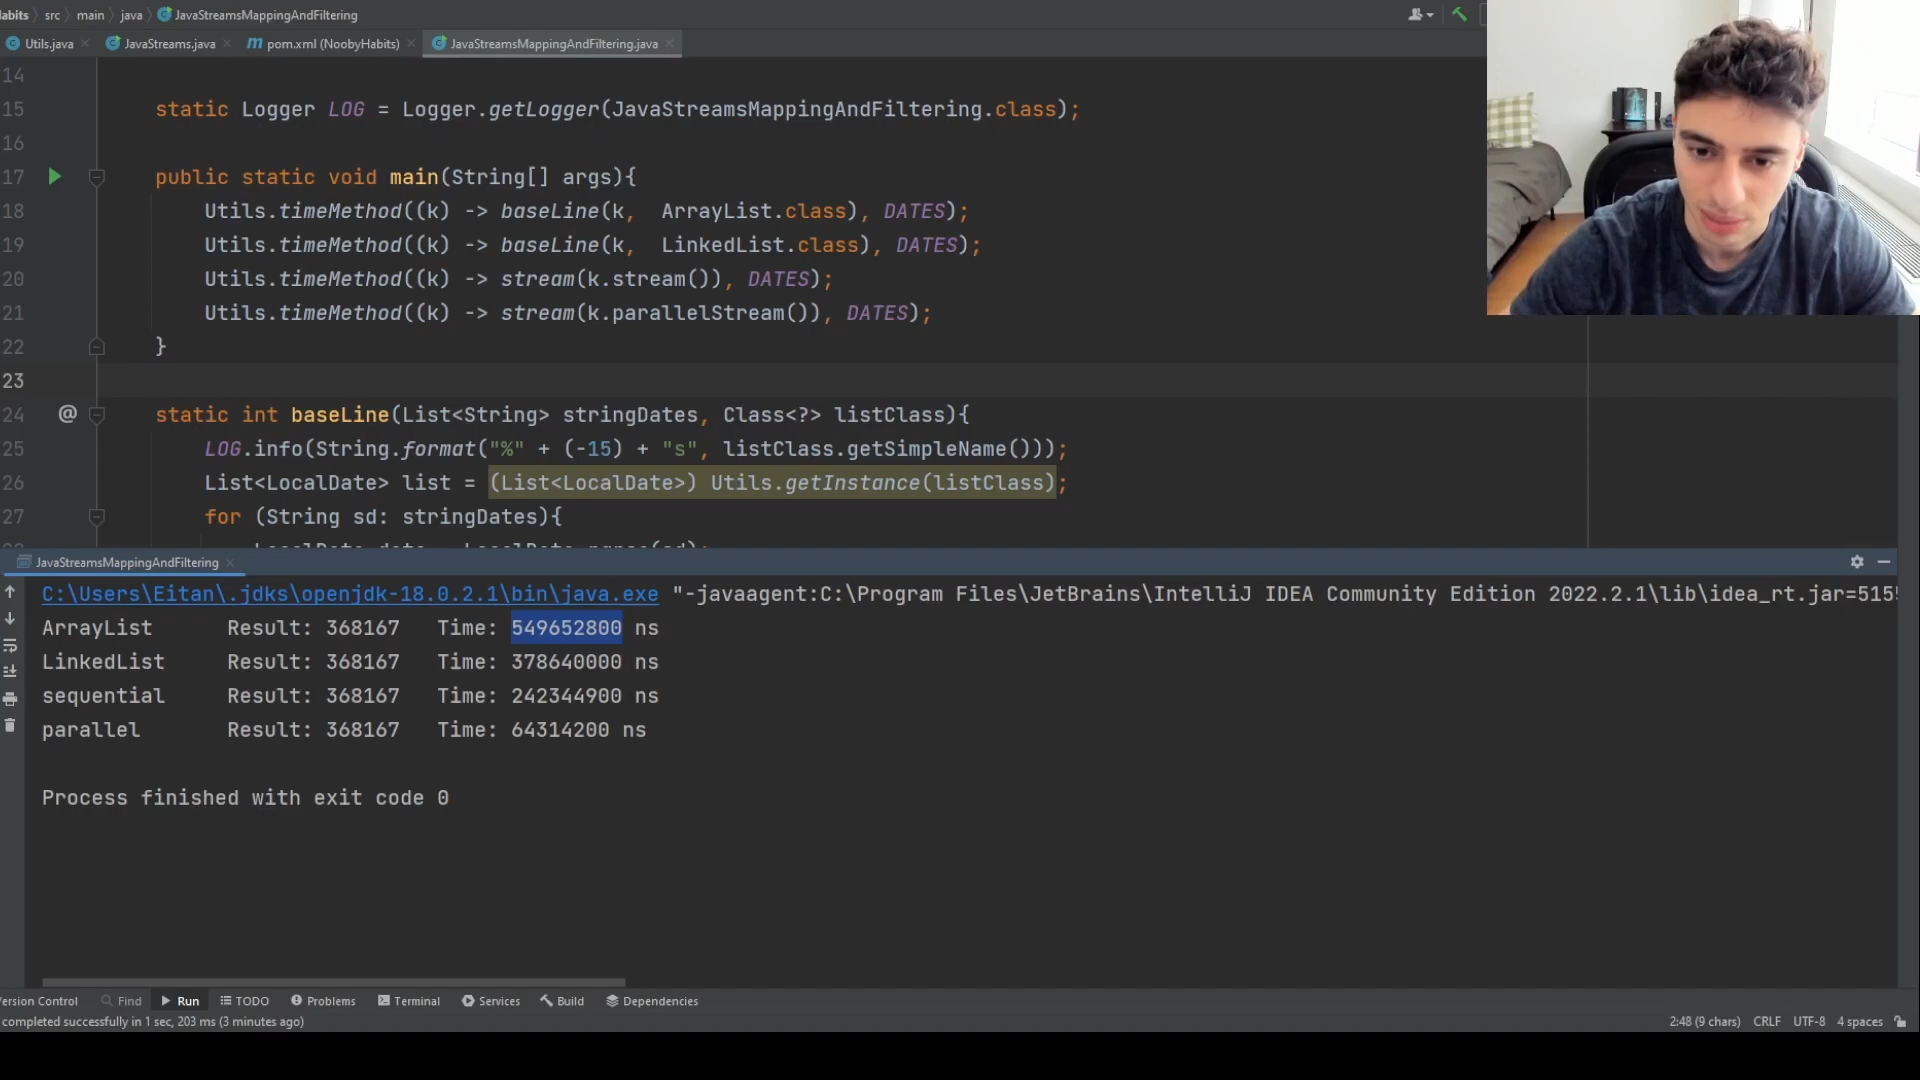 abits src main java JavaStreamsMappingAndFiltering
Utils.java JavaStreams.java pom.xml (NoobyHabits) JavaStreamsMappingAndFiltering.java
14
15 static Logger LOG = Logger.getLogger(JavaStreamsMappingAndFiltering.class);
16
17 public static void main(String[] args){
18 Utils.timeMethod((k) -> baseLine(k, ArrayList.class), DATES);
19 Utils.timeMethod((k) -> baseLine(k, LinkedList.class), DATES);
20 Utils.timeMethod((k) -> stream(k.stream()), DATES);
21 Utils.timeMethod((k) -> stream(k.parallelStream()), DATES);
22 }
23
24 @ static int baseLine(List<String> stringDates, Class<?> listClass){
25 LOG.info(String.format("%" + (-15) + "s", listClass.getSimpleName()));
26 List<LocalDate> list = (List<LocalDate>) Utils.getInstance(listClass);
27 for (String sd: stringDates){
JavaStreamsMappingAndFiltering
C:\Users\Eitan\.jdks\openjdk-18.0.2.1\bin\java.exe "-javaagent:C:\Program Files\JetBrains\IntelliJ IDEA Community Edition 2022.2.1\lib\idea_rt.jar=515
ArrayList Result: 368167 Time: 549652800 ns
LinkedList Result: 368167 Time: 378640000 ns
sequential Result: 368167 Time: 242344900 ns
parallel Result: 368167 Time: 64314200 ns
Process finished with exit code 0
ersion Control Find Run TODO Problems Terminal Services Build Dependencies
completed successfully in 1 sec, 203 ms (3 minutes ago) 2:48 (9 chars) CRLF UTF-8 4 spaces